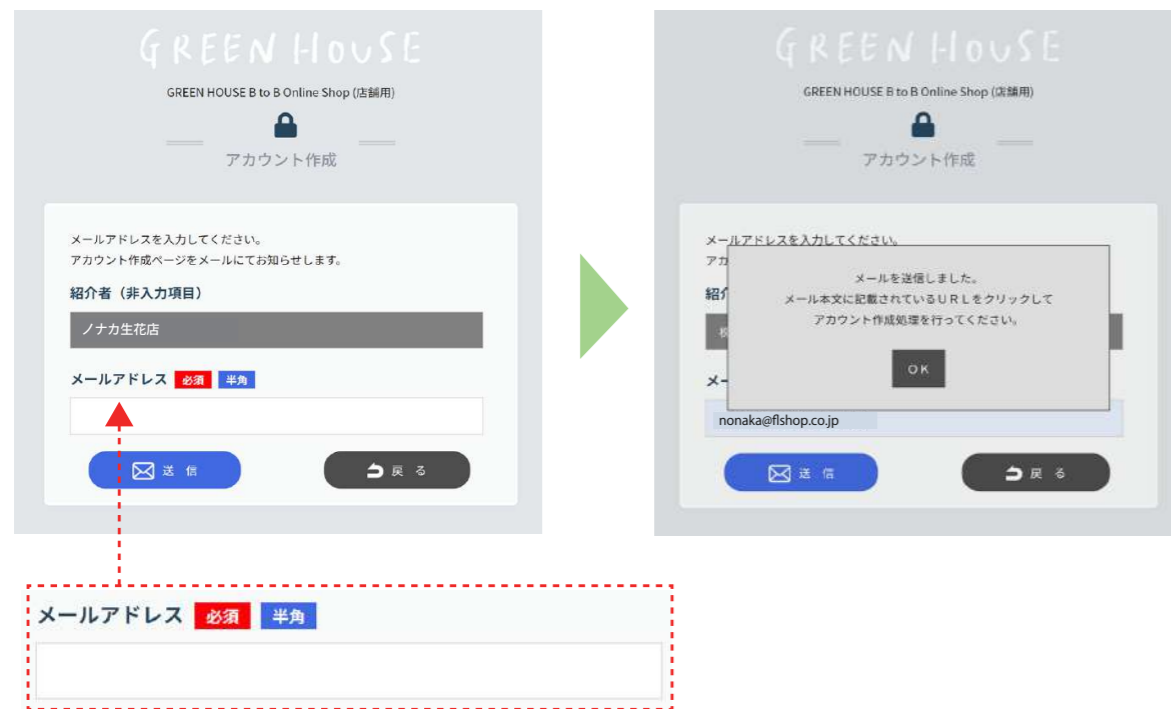 GREEN HOUSE
GREEN HOUSE B to B Online Shop (店舗用)
アカウント作成
メールアドレスを入力してください。
アカウント作成ページをメールにてお知らせします。
紹介者（非入力項目）
ノナカ生花店
メールアドレス 必須 半角
送 信
戻 る
メールアドレス 必須 半角
GREEN HOUSE
GREEN HOUSE B to B Online Shop (店舗用)
アカウント作成
メールアドレスを入力してください。
アカ
紹介
メールを送信しました。
メール本文に記載されているＵＲＬをクリックして
アカウント作成処理を行ってください。
OK
メー
nonaka@flshop.co.jp
送 信
戻 る